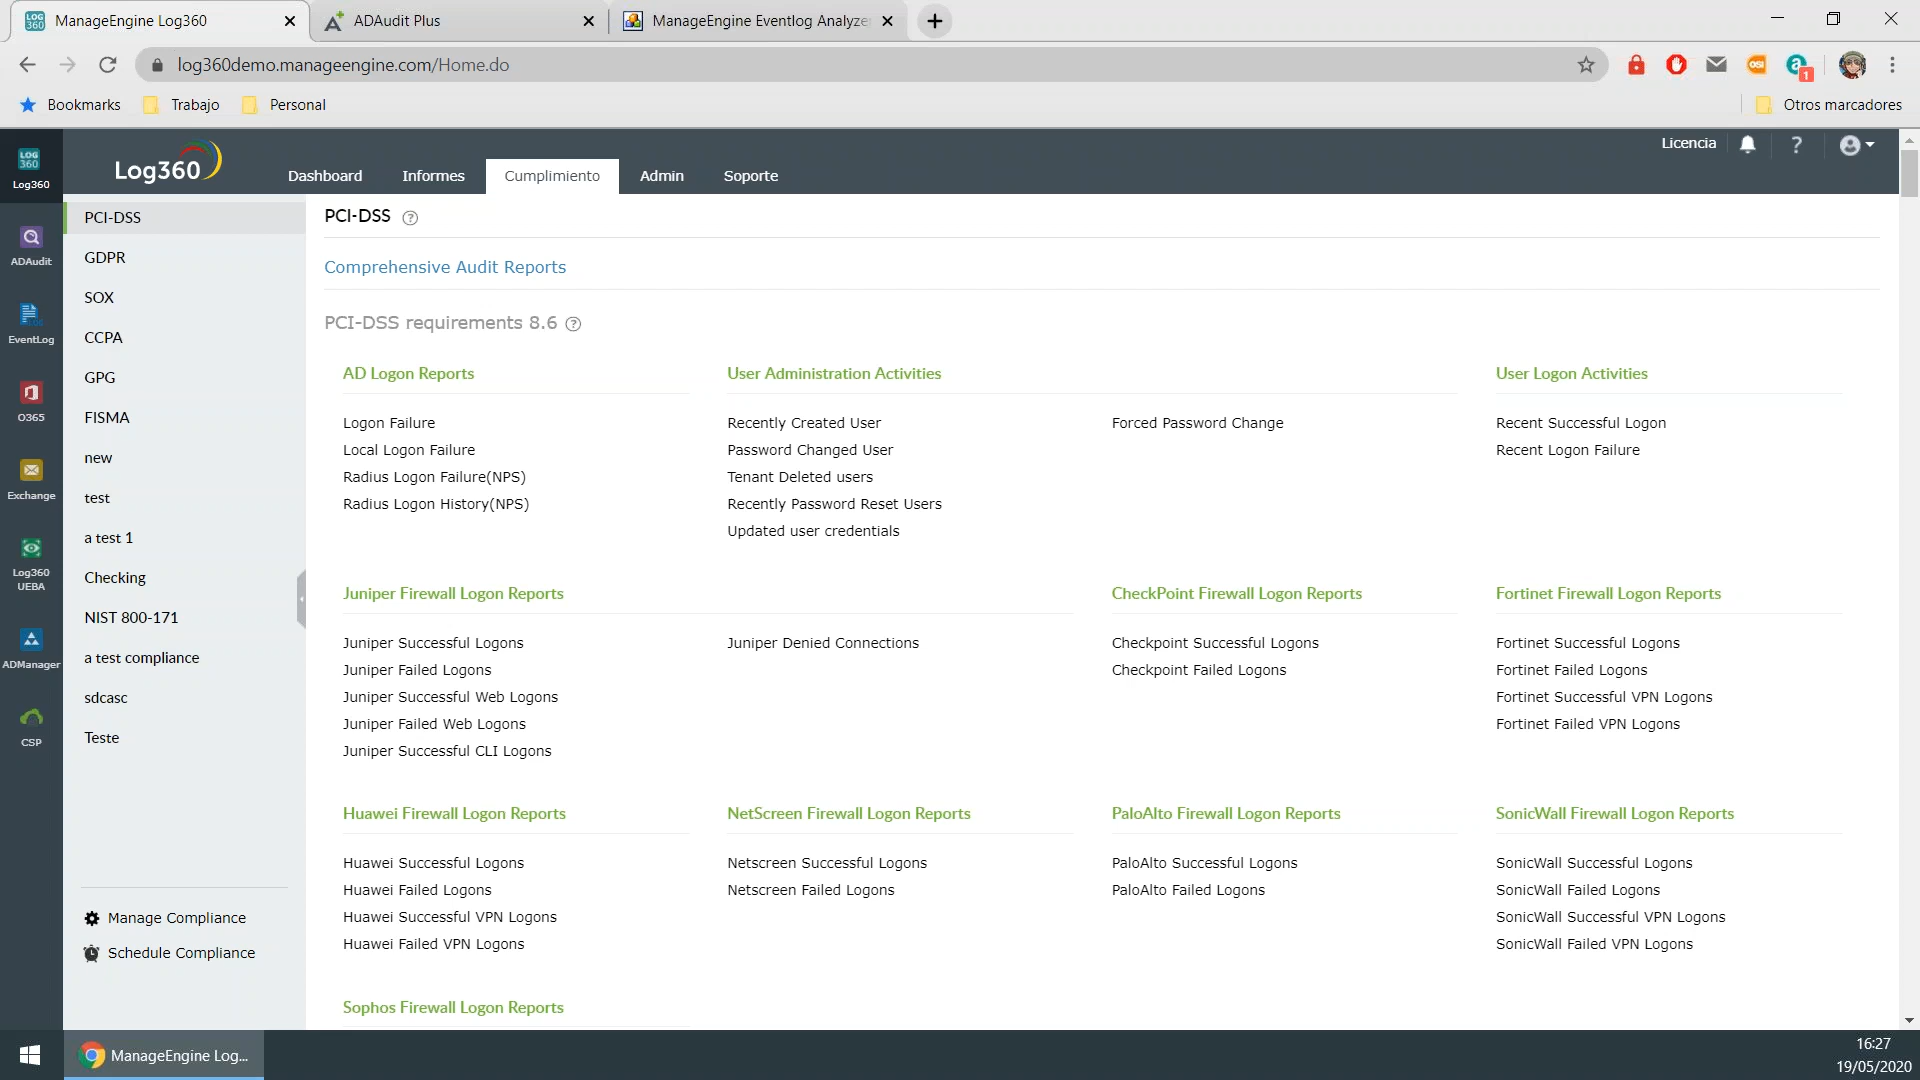 ManageEngine Log360
ADAudit Plus
ManageEngine Eventlog Analyze
log360demo.manageengine.com/Home.do
1
Bookmarks
Trabajo
Personal
Otros marcadores
LOG
360
Log360
Log360
Dashboard
Informes
Cumplimiento
Admin
Soporte
Licencia
?
ADAudit
EventLog
O365
Exchange
Log360
UEBA
ADManager
CSP
PCI-DSS
GDPR
SOX
CCPA
GPG
FISMA
new
test
a test 1
Checking
NIST 800-171
a test compliance
sdcasc
Teste
Manage Compliance
Schedule Compliance
PCI-DSS ?
Comprehensive Audit Reports
PCI-DSS requirements 8.6 ?
AD Logon Reports
Logon Failure
Local Logon Failure
Radius Logon Failure(NPS)
Radius Logon History(NPS)
User Administration Activities
Recently Created User
Password Changed User
Tenant Deleted users
Recently Password Reset Users
Updated user credentials
Forced Password Change
User Logon Activities
Recent Successful Logon
Recent Logon Failure
Juniper Firewall Logon Reports
Juniper Successful Logons
Juniper Failed Logons
Juniper Successful Web Logons
Juniper Failed Web Logons
Juniper Successful CLI Logons
Juniper Denied Connections
CheckPoint Firewall Logon Reports
Checkpoint Successful Logons
Checkpoint Failed Logons
Fortinet Firewall Logon Reports
Fortinet Successful Logons
Fortinet Failed Logons
Fortinet Successful VPN Logons
Fortinet Failed VPN Logons
Huawei Firewall Logon Reports
Huawei Successful Logons
Huawei Failed Logons
Huawei Successful VPN Logons
Huawei Failed VPN Logons
NetScreen Firewall Logon Reports
Netscreen Successful Logons
Netscreen Failed Logons
PaloAlto Firewall Logon Reports
PaloAlto Successful Logons
PaloAlto Failed Logons
SonicWall Firewall Logon Reports
SonicWall Successful Logons
SonicWall Failed Logons
SonicWall Successful VPN Logons
SonicWall Failed VPN Logons
Sophos Firewall Logon Reports
ManageEngine Log...
16:27
19/05/2020